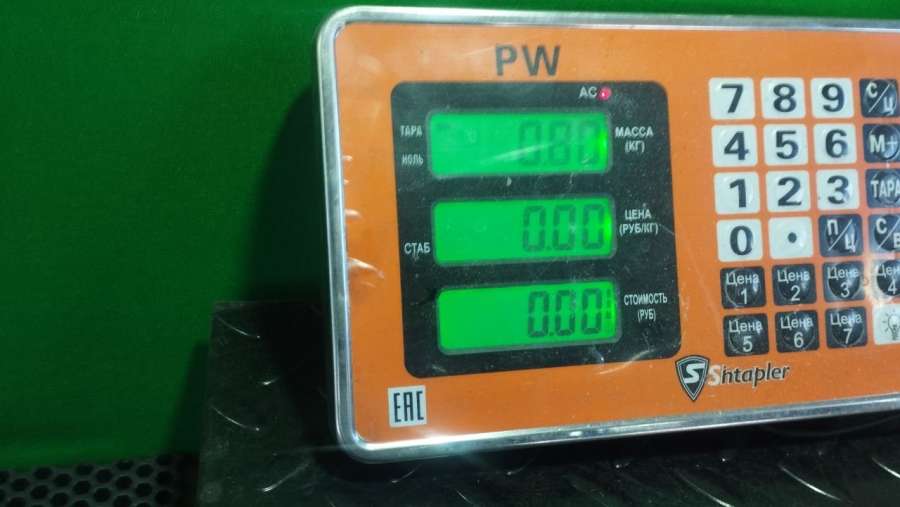 PW
AC
ТАРА
НОЛЬ
0.80
МАССА
(КГ)
СТАБ
0.00
ЦЕНА
(РУБ/КГ)
0.00
СТОИМОСТЬ
(РУБ)
7 8 9 С/Ц
4 5 6 М+
1 2 3 ТАРА
0 . П/Ц
Цена 1 Цена 2 Цена 3 Цена 4
Цена 5 Цена 6 Цена 7
Shtapler
EAC